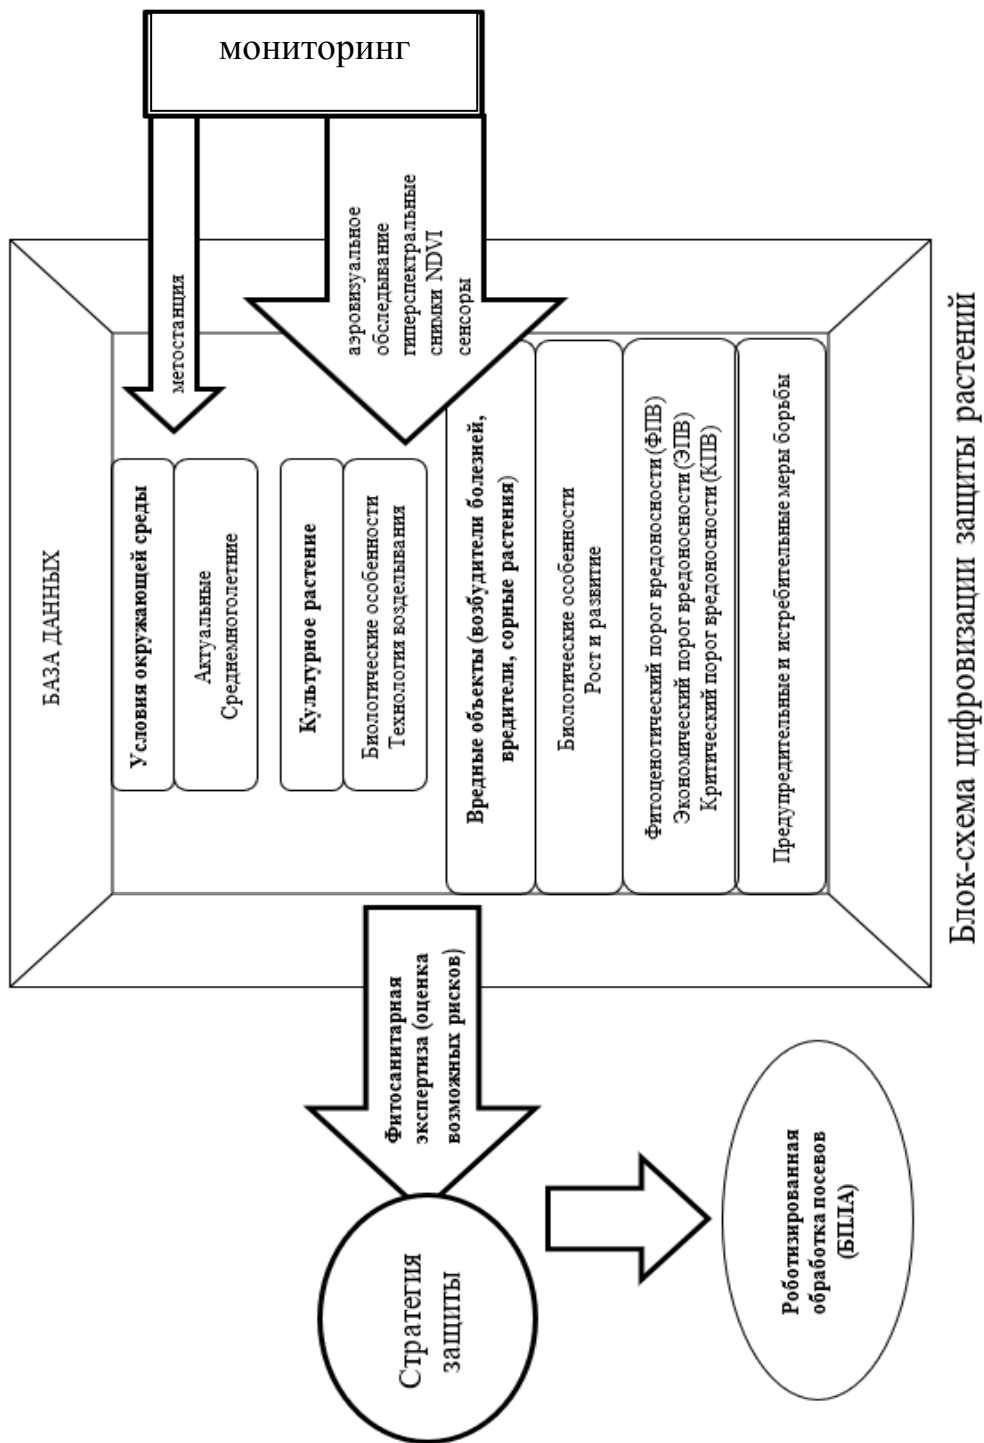 мониторинг
метостанция
аэровизуальное
обследывание
гиперспектральные
снимки NDVI
сенсоры
БАЗА ДАННЫХ
Условия окружающей среды
Актуальные
Среднемноголетние
Культурное растение
Биологические особенности
Технология возделывания
Вредные объекты (возбудители болезней,
вредители, сорные растения)
Биологические особенности
Рост и развитие
Фитоценотический порог вредоносности (ФПВ)
Экономический порог вредоносности (ЭПВ)
Критический порог вредоносности (КПВ)
Предупредительные и истребительные меры борьбы
Фитосанитарная
экспертиза (оценка
возможных рисков)
Стратегия
защиты
Роботизированная
обработка посевов
(БПЛА)
Блок-схема цифровизации защиты растений